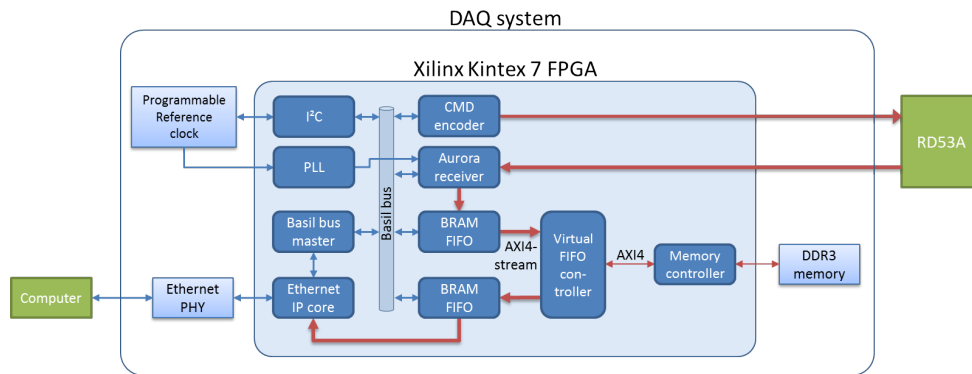 DAQ system
Xilinx Kintex 7 FPGA
Programmable
Reference
clock
I²C
CMD
encoder
RD53A
PLL
Aurora
receiver
Basil bus
Basil bus
master
BRAM
FIFO
AXI4-
stream
Virtual
FIFO
con-
troller
AXI4
Memory
controller
DDR3
memory
Computer
Ethernet
PHY
Ethernet
IP core
BRAM
FIFO